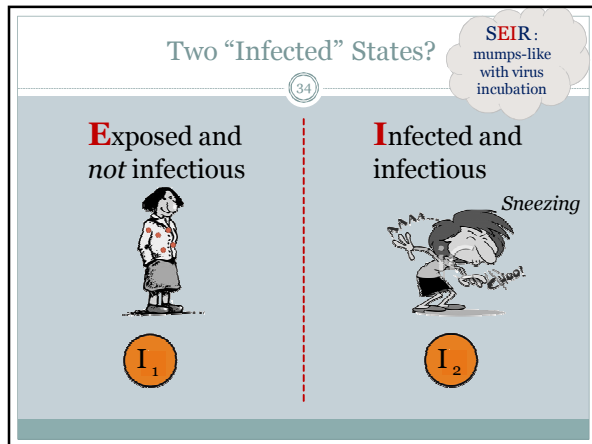 Two “Infected” States?
SEIR:
mumps-like
with virus
incubation
34
Exposed and
not infectious
Infected and
infectious
Sneezing
CHOO!
I1
I2